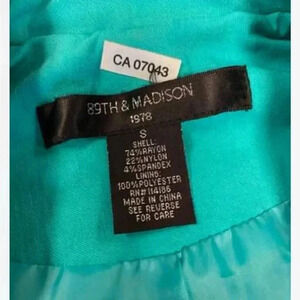 CA 07043
89TH & MADISON
1978
S
SHELL:
74%RAYON
22%NYLON
4%SPANDEX
LINING:
100%POLYESTER
RN#114186
MADE IN CHINA
SEE REVERSE
FOR CARE